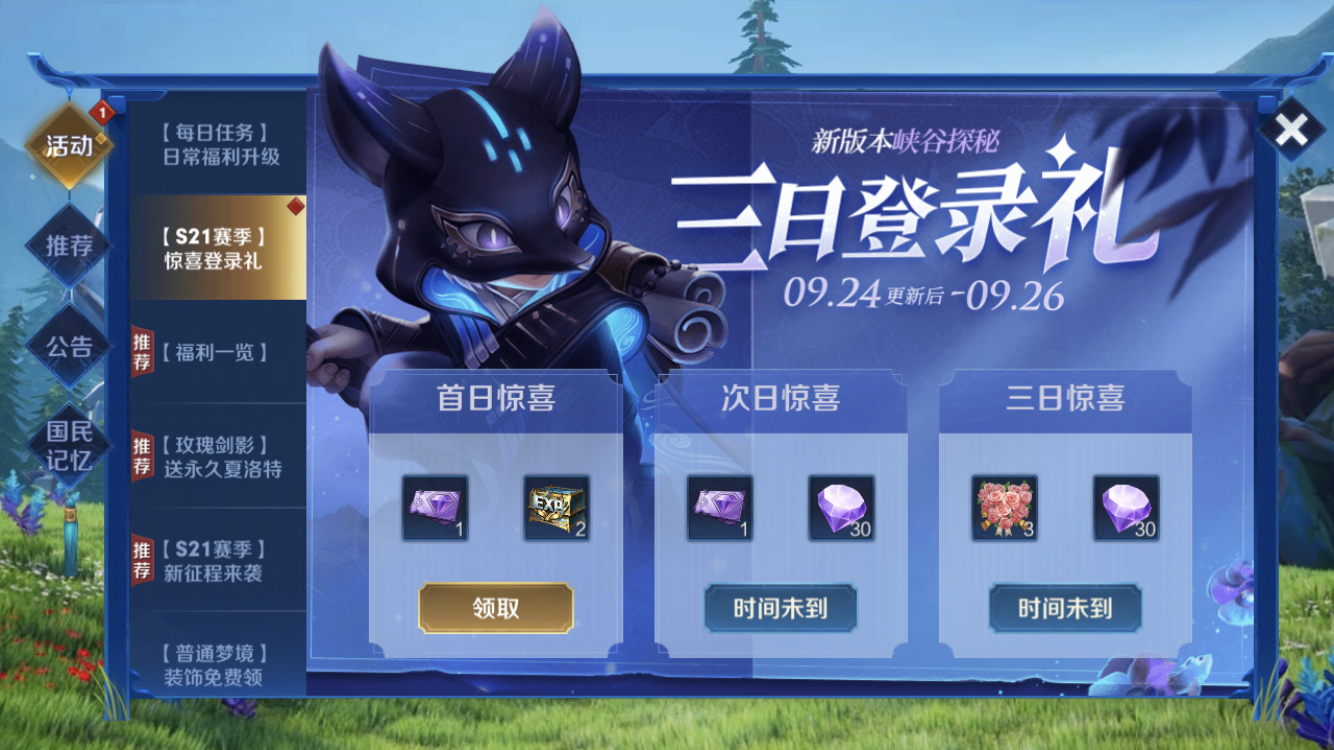 活动
1
推荐
公告
国民
记忆
【每日任务】
日常福利升级
【S21赛季】
惊喜登录礼
推荐
【福利一览】
推荐
【玫瑰剑影】
送永久夏洛特
推荐
【S21赛季】
新征程来袭
【普通梦境】
装饰免费领
新版本峡谷探秘
三日登录礼
09.24更新后-09.26
首日惊喜
1
EXP
2
领取
次日惊喜
1
30
时间未到
三日惊喜
3
30
时间未到